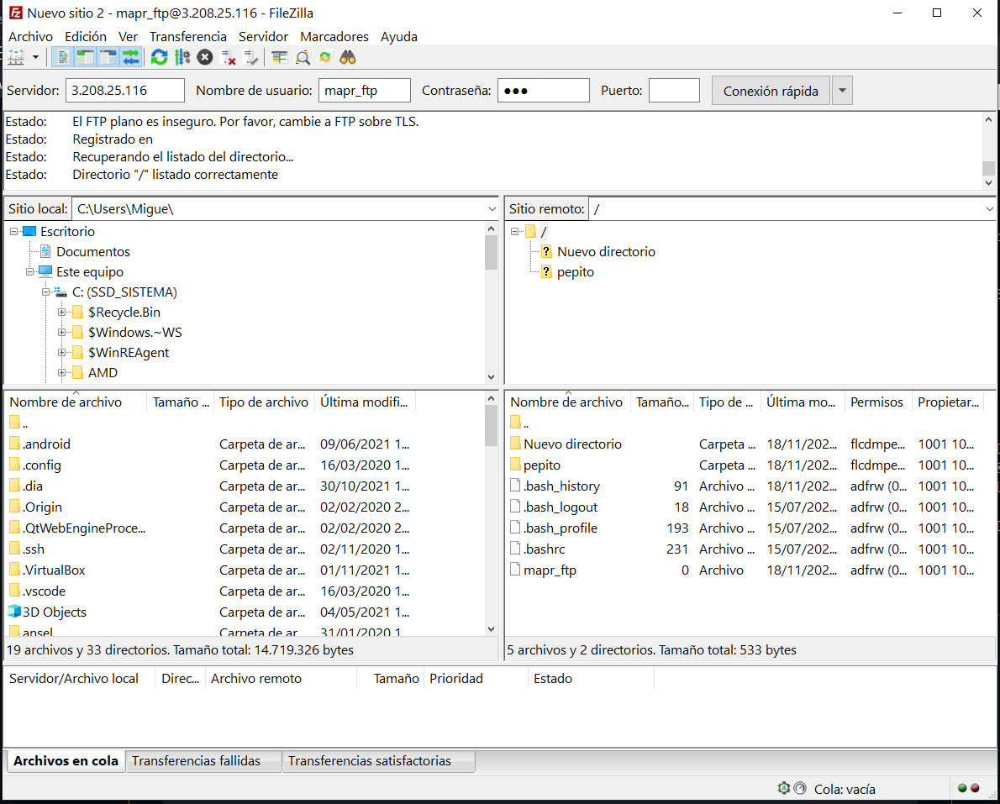 Nuevo sitio 2 - mapr_ftp@3.208.25.116 - FileZilla
Archivo Edición Ver Transferencia Servidor Marcadores Ayuda
Servidor: 3.208.25.116 Nombre de usuario: mapr_ftp Contraseña: ●●● Puerto: Conexión rápida
Estado: El FTP plano es inseguro. Por favor, cambie a FTP sobre TLS.
Estado: Registrado en
Estado: Recuperando el listado del directorio...
Estado: Directorio "/" listado correctamente
Sitio local: C:\Users\Migue\
Escritorio
Documentos
Este equipo
C: (SSD_SISTEMA)
$Recycle.Bin
$Windows.~WS
$WinREAgent
AMD
Sitio remoto: /
/
Nuevo directorio
pepito
Nombre de archivo Tamaño ... Tipo de archivo Última modifi...
..
.android Carpeta de ar... 09/06/2021 1...
.config Carpeta de ar... 16/03/2020 1...
.dia Carpeta de ar... 30/10/2021 1...
.Origin Carpeta de ar... 02/02/2020 2...
.QtWebEngineProce... Carpeta de ar... 02/02/2020 2...
.ssh Carpeta de ar... 02/11/2020 1...
.VirtualBox Carpeta de ar... 01/11/2021 1...
.vscode Carpeta de ar... 16/03/2020 1...
3D Objects Carpeta de ar... 04/05/2021 1...
ansel Carpeta de ar 31/01/2020 1
19 archivos y 33 directorios. Tamaño total: 14.719.326 bytes
Nombre de archivo Tamaño... Tipo de ... Última mo... Permisos Propietar...
..
Nuevo directorio Carpeta ... 18/11/202... flcdmpe... 1001 10...
pepito Carpeta ... 18/11/202... flcdmpe... 1001 10...
.bash_history 91 Archivo ... 18/11/202... adfrw (0... 1001 10...
.bash_logout 18 Archivo ... 15/07/202... adfrw (0... 1001 10...
.bash_profile 193 Archivo ... 15/07/202... adfrw (0... 1001 10...
.bashrc 231 Archivo ... 15/07/202... adfrw (0... 1001 10...
mapr_ftp 0 Archivo 18/11/202... adfrw (0... 1001 10...
5 archivos y 2 directorios. Tamaño total: 533 bytes
Servidor/Archivo local Direc... Archivo remoto Tamaño Prioridad Estado
Archivos en cola Transferencias fallidas Transferencias satisfactorias
Cola: vacía